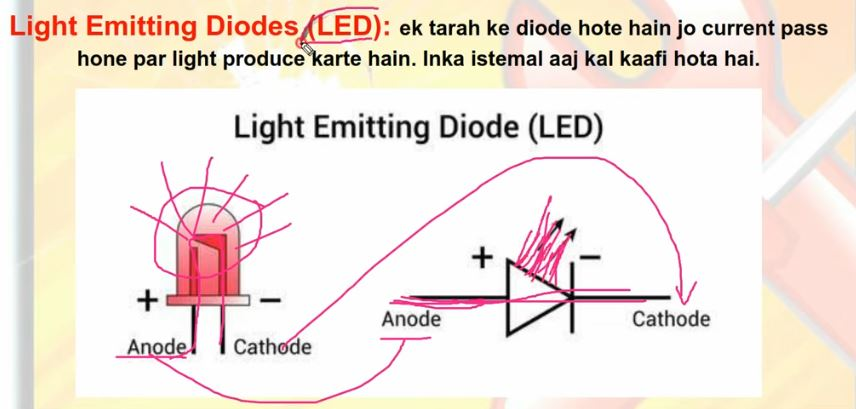 Light Emitting Diodes (LED): ek tarah ke diode hote hain jo current pass
hone par light produce karte hain. Inka istemal aaj kal kaafi hota hai.
Light Emitting Diode (LED)
+ -
+ -
Anode Cathode
Anode Cathode